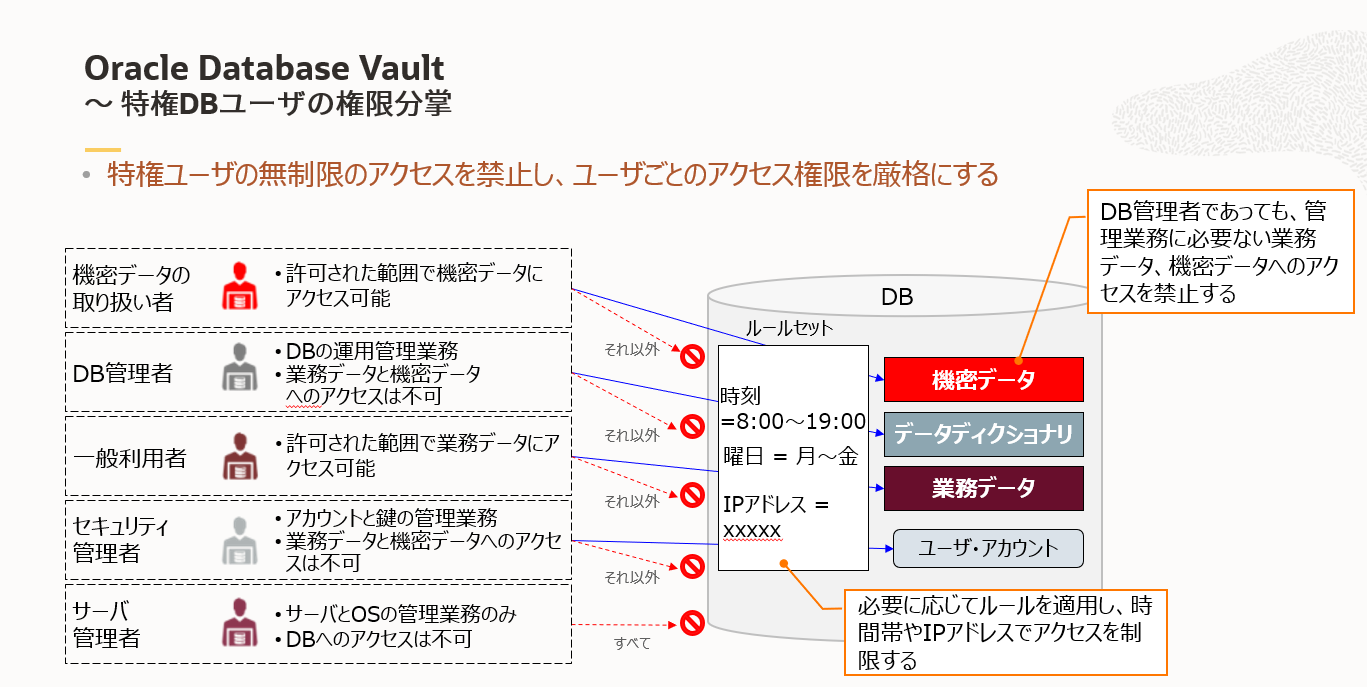 Oracle Database Vault
～ 特権DBユーザの権限分掌
• 特権ユーザの無制限のアクセスを禁止し、ユーザごとのアクセス権限を厳格にする
DB管理者であっても、管
理業務に必要ない業務
データ、機密データへのアク
セスを禁止する
機密データの
取り扱い者
• 許可された範囲で機密データに
アクセス可能
DB管理者
• DBの運用管理業務
• 業務データと機密データ
へのアクセスは不可
一般利用者
• 許可された範囲で業務データにア
クセス可能
セキュリティ
管理者
• アカウントと鍵の管理業務
• 業務データと機密データへのアクセ
スは不可
サーバ
管理者
• サーバとOSの管理業務のみ
• DBへのアクセスは不可
それ以外
それ以外
それ以外
それ以外
すべて
DB
ルールセット
時刻
=8:00～19:00
曜日 = 月～金
IPアドレス =
xxxxx
機密データ
データディクショナリ
業務データ
ユーザ・アカウント
必要に応じてルールを適用し、時
間帯やIPアドレスでアクセスを制
限する